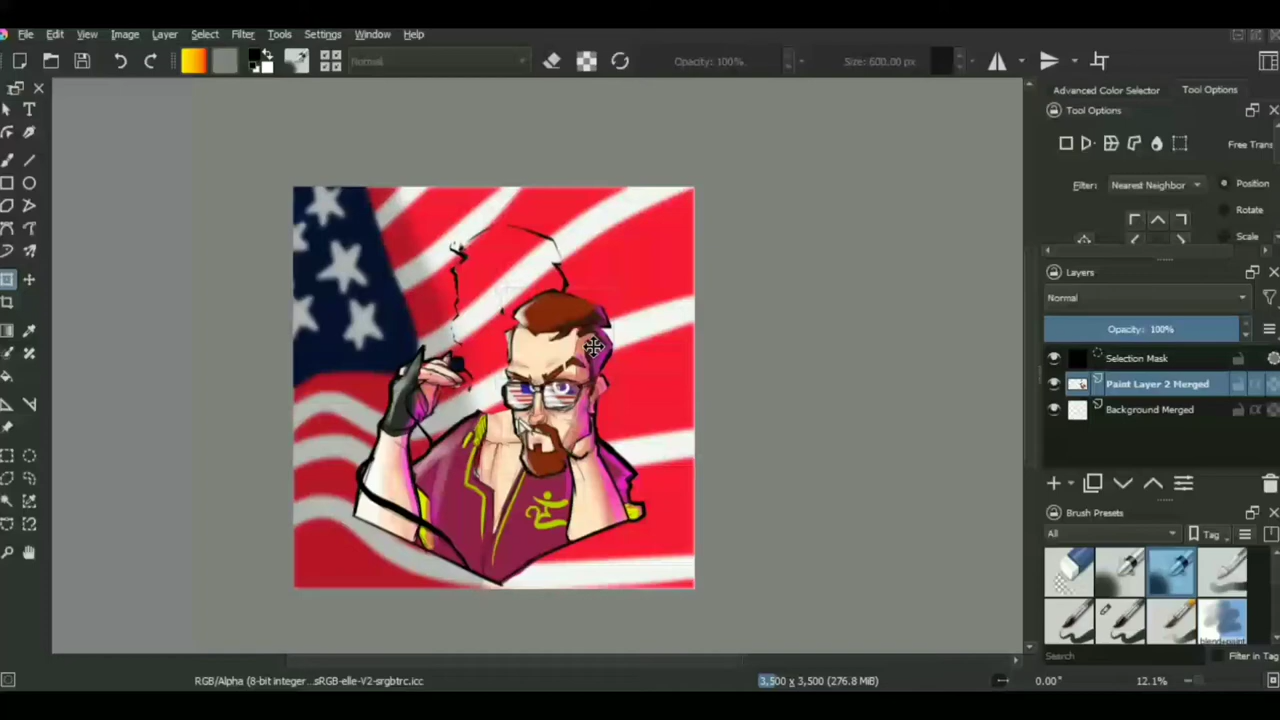 File Edit View Image Layer Select Filter Tools Settings Window Help
Normal Opacity: 100% Size: 600.00 px
Advanced Color Selector Tool Options
Tool Options
Free Trans
Filter: Nearest Neighbor Position
Rotate
Scale
Layers
Normal
Opacity: 100%
Selection Mask
Paint Layer 2 Merged
Background Merged
Brush Presets
All Tag
Search Filter in Tag
RGB/Alpha (8-bit integer...sRGB-elle-V2-srgbtrc.icc 3,500 x 3,500 (276.8 MiB) 0.00° 12.1%